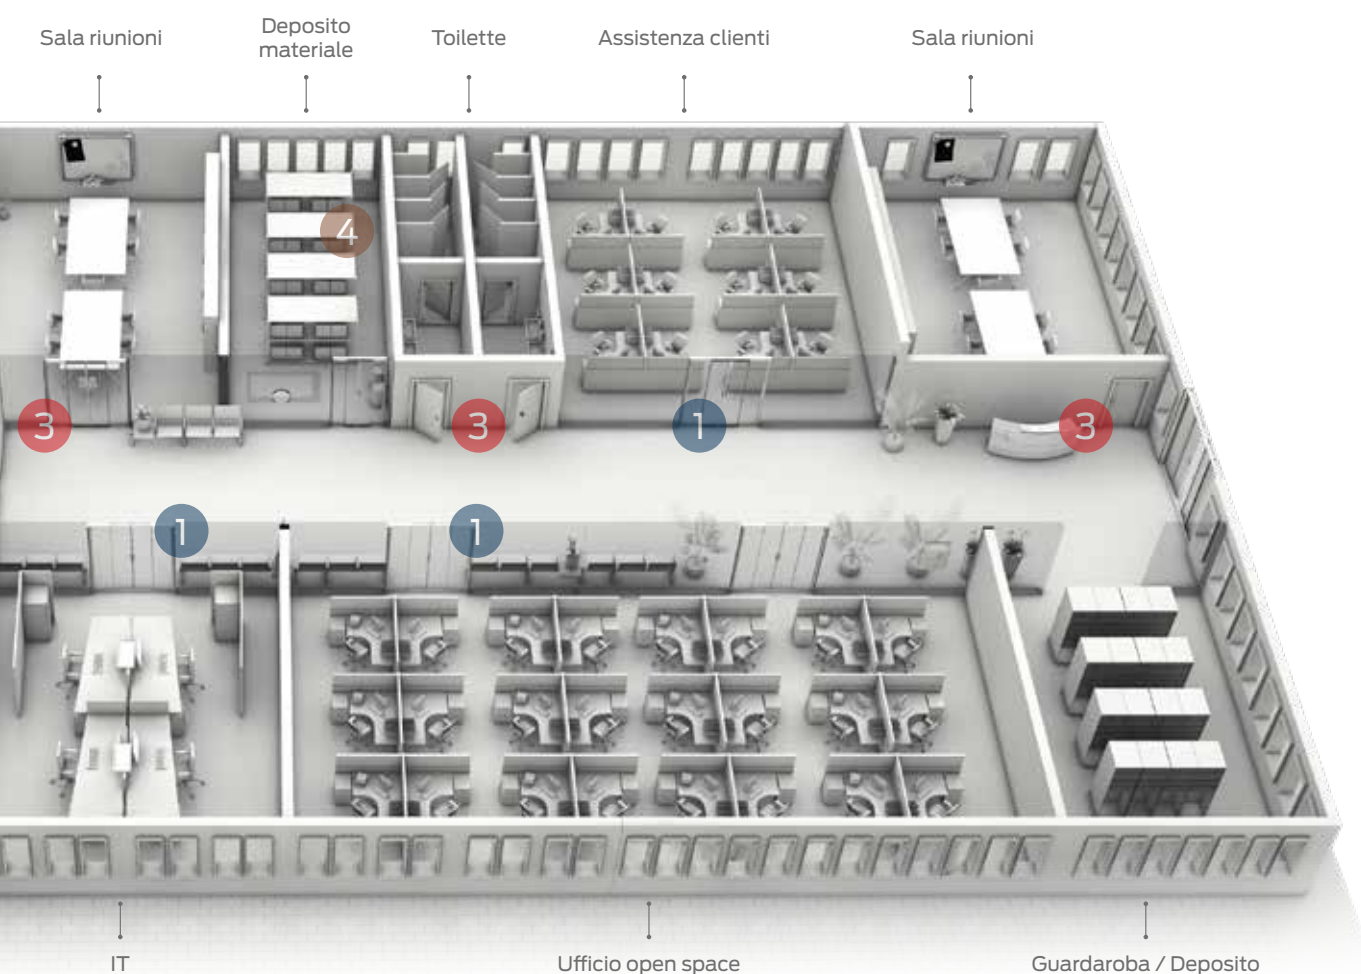 Sala riunioni
Deposito
materiale
Toilette
Assistenza clienti
Sala riunioni
4
3
3
1
3
1
1
IT
Ufficio open space
Guardaroba / Deposito